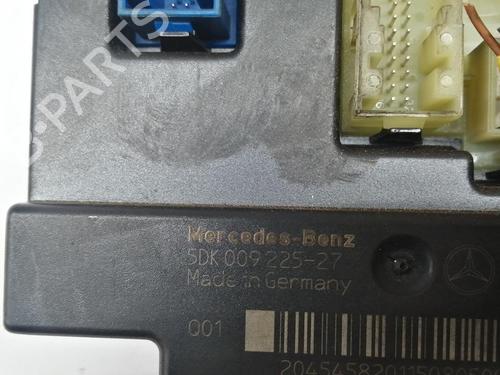 B-PARTS
Mercedes-Benz
5DK 009 225-27
Made in Germany
001